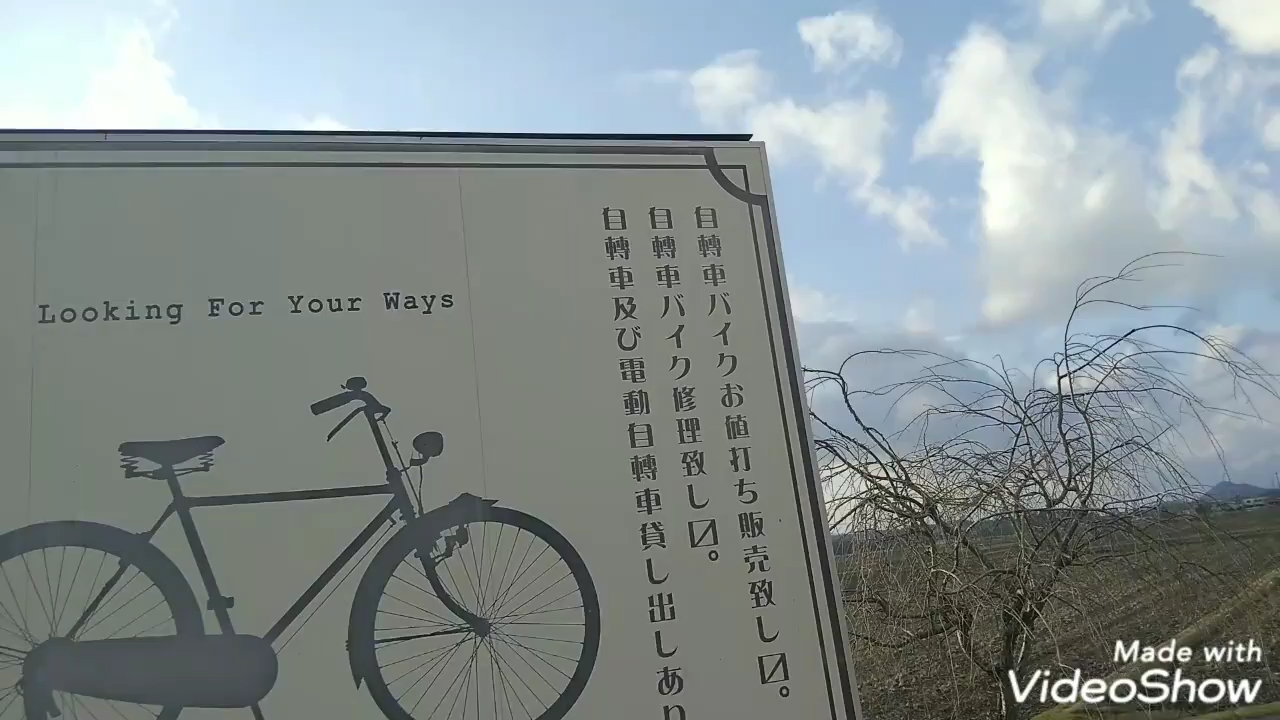 Looking For Your Ways
自轉車バイクお値打ち販売致し〼。
自轉車バイク修理致し〼。
自轉車及び電動自轉車貸し出しあり
Made with
VideoShow